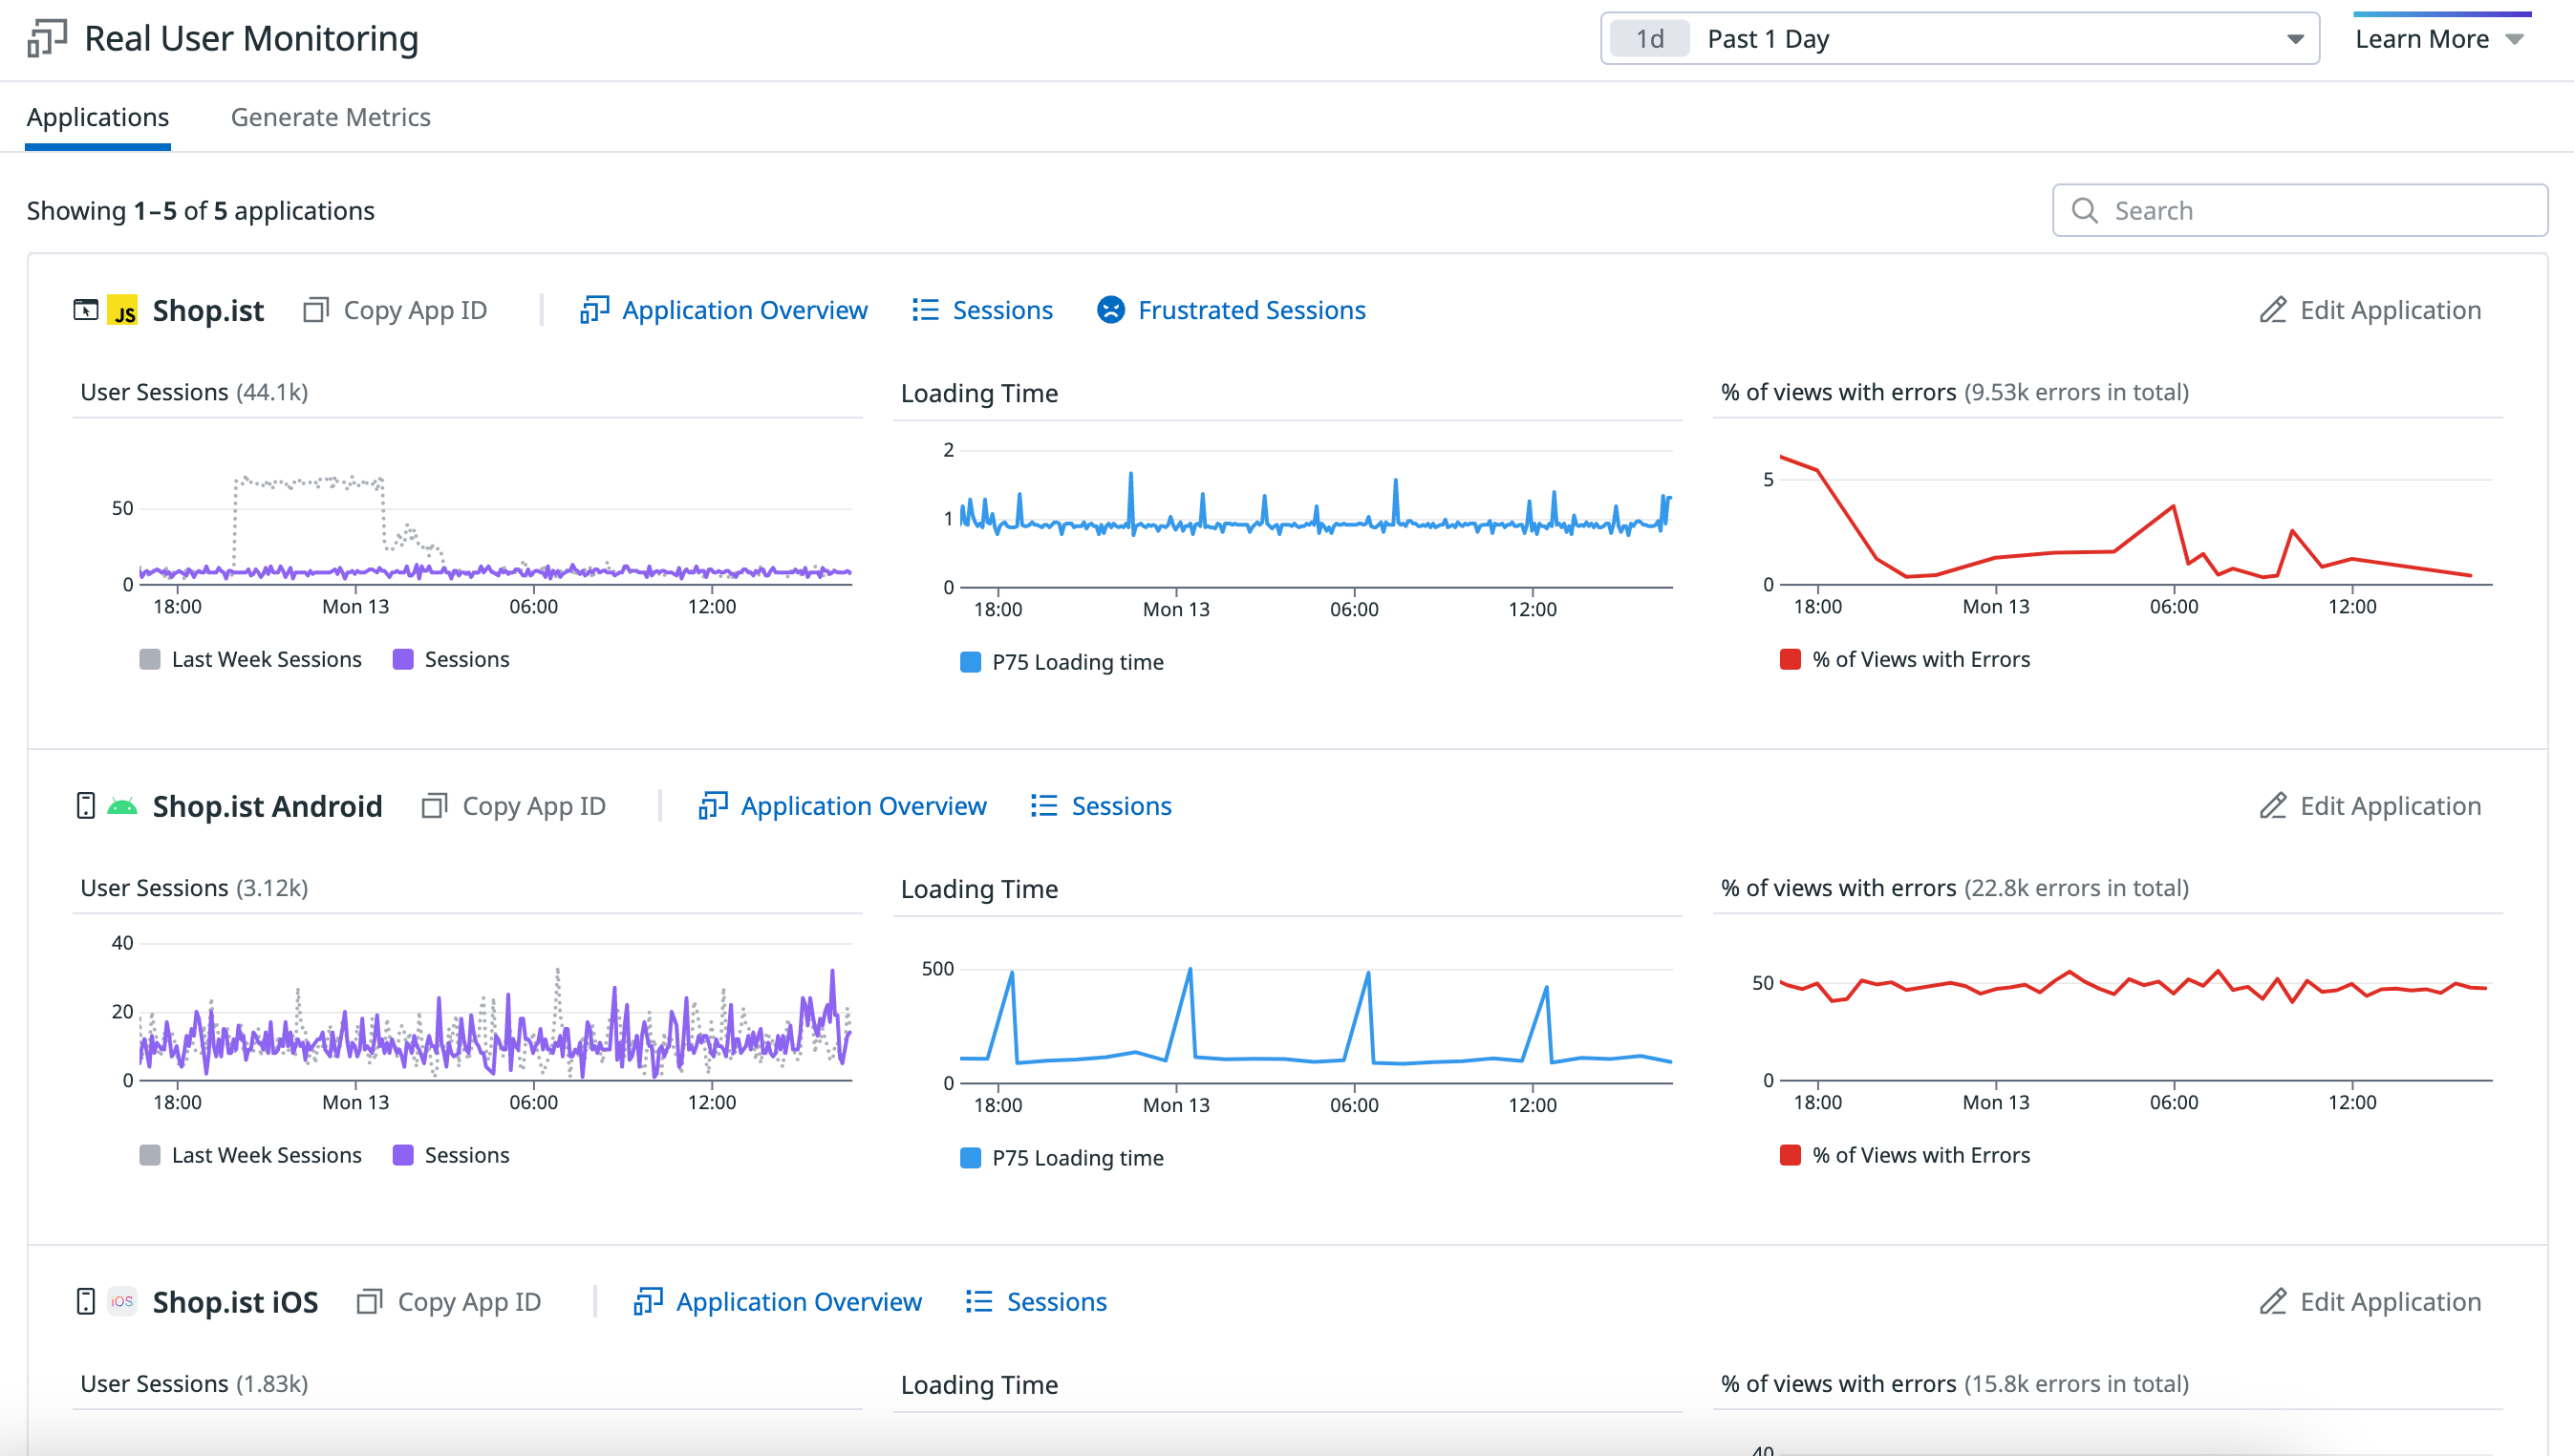 Real User Monitoring
1d Past 1 Day
Learn More
Applications Generate Metrics
Showing 1–5 of 5 applications
Search
JS Shop.ist Copy App ID Application Overview Sessions Frustrated Sessions Edit Application
User Sessions (44.1k)
50
0
18:00 Mon 13 06:00 12:00
Last Week Sessions Sessions
Loading Time
2
1
0
18:00 Mon 13 06:00 12:00
P75 Loading time
% of views with errors (9.53k errors in total)
5
0
18:00 Mon 13 06:00 12:00
% of Views with Errors
Shop.ist Android Copy App ID Application Overview Sessions Edit Application
User Sessions (3.12k)
40
20
0
18:00 Mon 13 06:00 12:00
Last Week Sessions Sessions
Loading Time
500
0
18:00 Mon 13 06:00 12:00
P75 Loading time
% of views with errors (22.8k errors in total)
50
0
18:00 Mon 13 06:00 12:00
% of Views with Errors
iOS Shop.ist iOS Copy App ID Application Overview Sessions Edit Application
User Sessions (1.83k)
Loading Time
% of views with errors (15.8k errors in total)
40